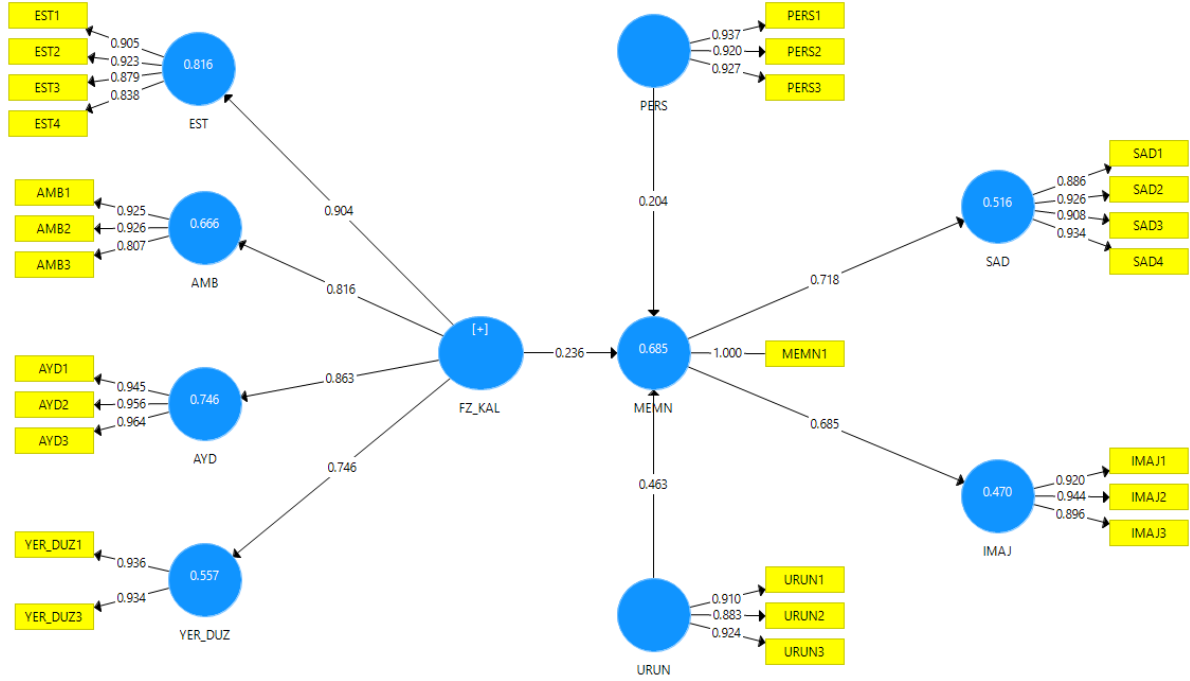 EST1
EST2
EST3
EST4
0.905
0.923
0.879
0.838
0.816
EST
AMB1
AMB2
AMB3
0.925
0.926
0.807
0.666
AMB
AYD1
AYD2
AYD3
0.945
0.956
0.964
0.746
AYD
YER_DUZ1
YER_DUZ3
0.936
0.934
0.557
YER_DUZ
0.904
0.816
0.863
0.746
[+]
FZ_KAL
0.236
PERS
0.937
0.920
0.927
PERS1
PERS2
PERS3
0.204
0.685
MEMN
1.000
MEMN1
0.463
URUN
0.910
0.883
0.924
URUN1
URUN2
URUN3
0.718
0.685
0.516
SAD
0.886
0.926
0.908
0.934
SAD1
SAD2
SAD3
SAD4
0.470
IMAJ
0.920
0.944
0.896
IMAJ1
IMAJ2
IMAJ3